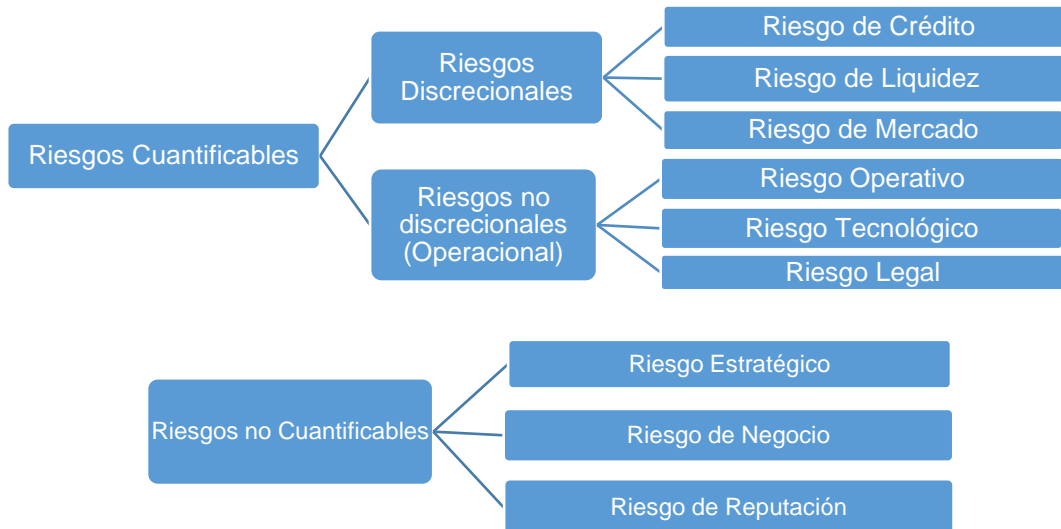 Riesgos Cuantificables
Riesgos
Discrecionales
Riesgo de Crédito
Riesgo de Liquidez
Riesgo de Mercado
Riesgos no
discrecionales
(Operacional)
Riesgo Operativo
Riesgo Tecnológico
Riesgo Legal
Riesgos no Cuantificables
Riesgo Estratégico
Riesgo de Negocio
Riesgo de Reputación